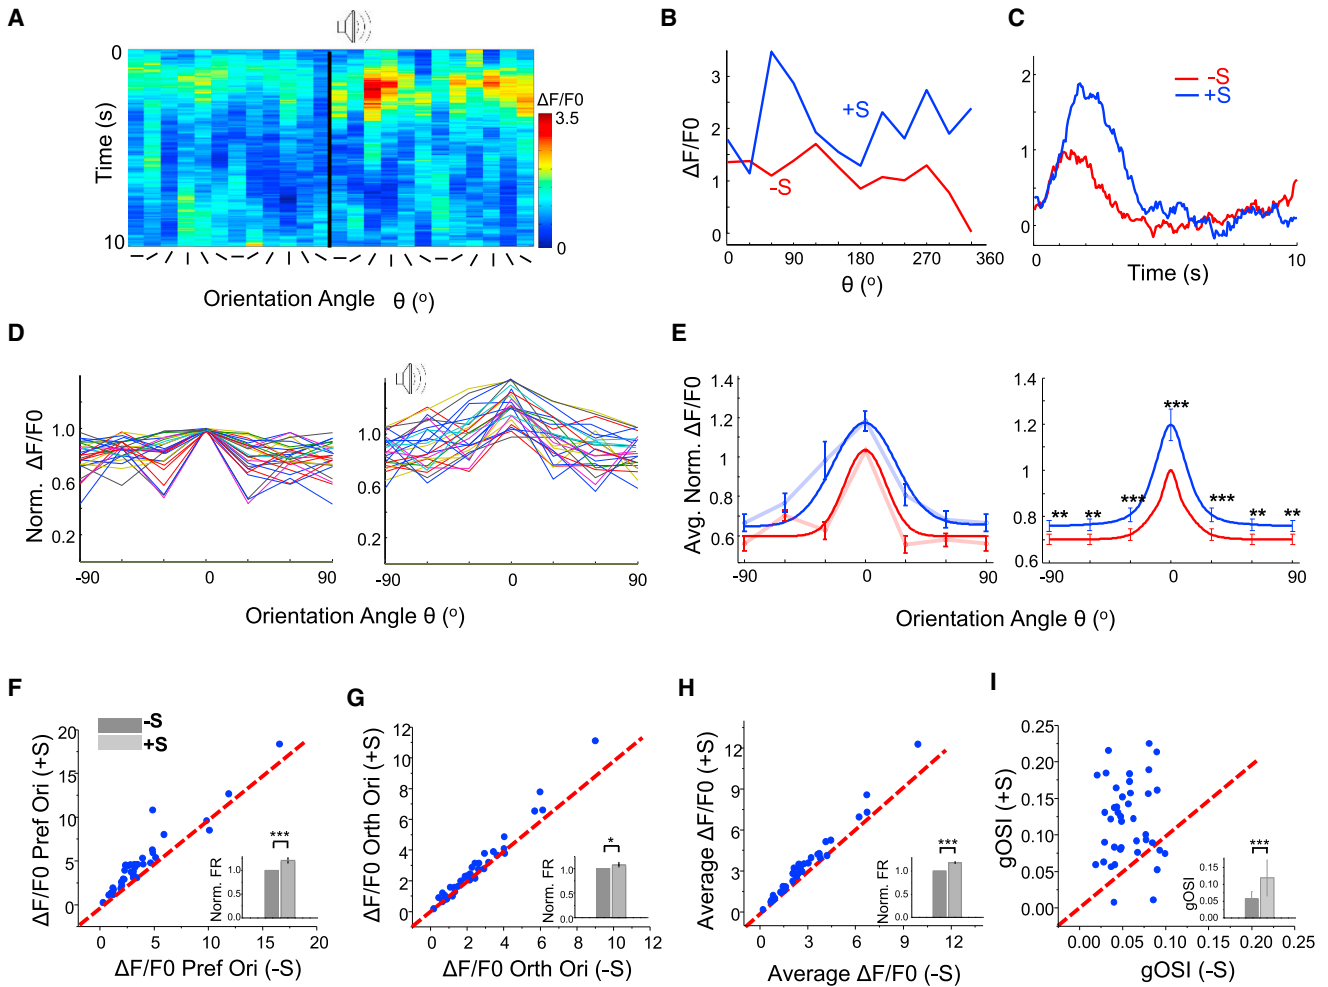 A
0
Time (s)
10
ΔF/F0
3.5
0
Orientation Angle θ (o)
B
ΔF/F0
3
2
1
0
+S
-S
0 90 180 270 360
θ (o)
C
2
1
0
-S
+S
0 10
Time (s)
D
Norm. ΔF/F0
1.0
0.6
0.2
-90 0 90
1.0
0.6
0.2
-90 0 90
Orientation Angle θ (o)
E
Avg. Norm. ΔF/F0
1.4
1.2
1
0.8
0.6
-90 0 90
1.4
1.2
1
0.8
0.6
** ** *** *** *** ** **
-90 0 90
Orientation Angle θ (o)
F
-S
+S
ΔF/F0 Pref Ori (+S)
20
15
10
5
0
0 5 10 15 20
ΔF/F0 Pref Ori (-S)
Norm. FR
1.0
0.0
***
G
ΔF/F0 Orth Ori (+S)
12
10
8
6
4
2
0
0 2 4 6 8 10 12
ΔF/F0 Orth Ori (-S)
Norm. FR
1.0
0.0
*
H
Average ΔF/F0 (+S)
12
9
6
3
0
0 3 6 9 12
Average ΔF/F0 (-S)
Norm. FR
1.0
0.0
***
I
gOSI (+S)
0.25
0.20
0.15
0.10
0.05
0.00
0.00 0.05 0.10 0.15 0.20 0.25
gOSI (-S)
gOSI
0.15
0.10
0.05
0.00
***